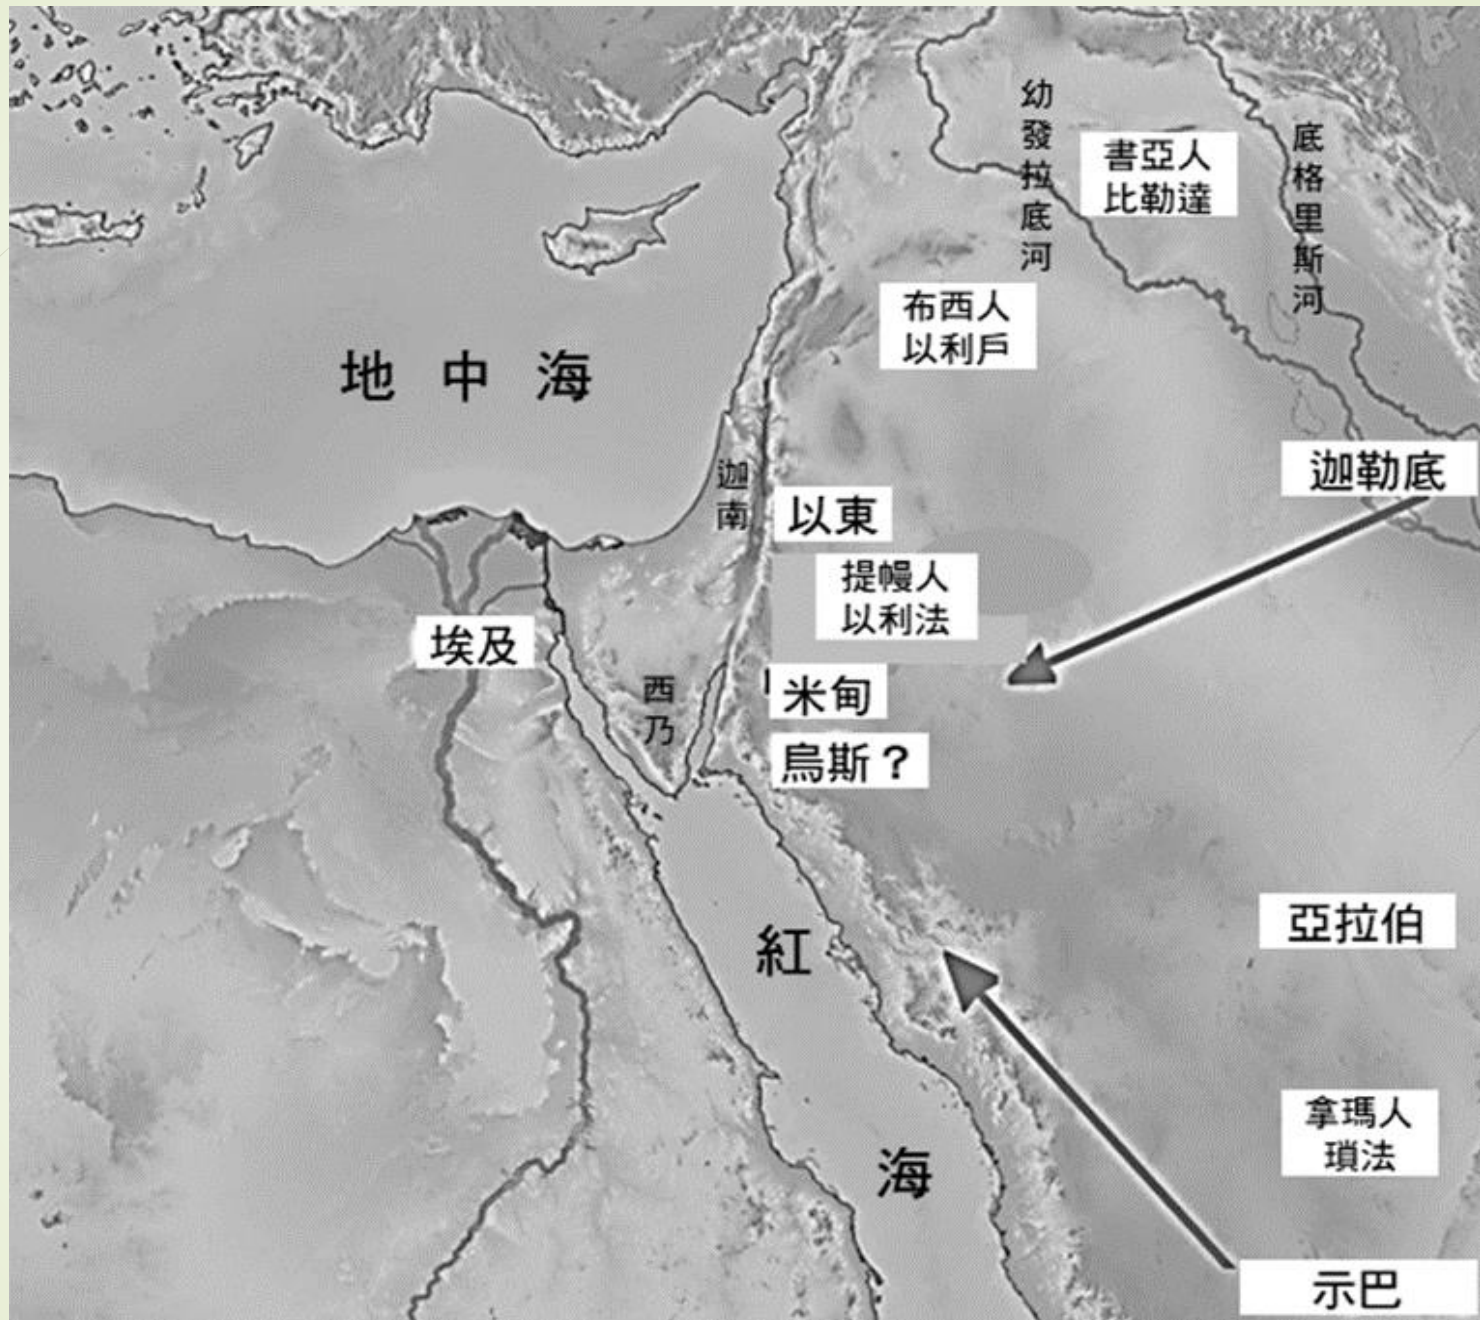 幼發拉底河
底格里斯河
書亞人
比勒達
布西人
以利戶
地中海
迦南
迦勒底
以東
提幔人
以利法
埃及
西乃
米甸
烏斯？
亞拉伯
紅海
拿瑪人
瑣法
示巴